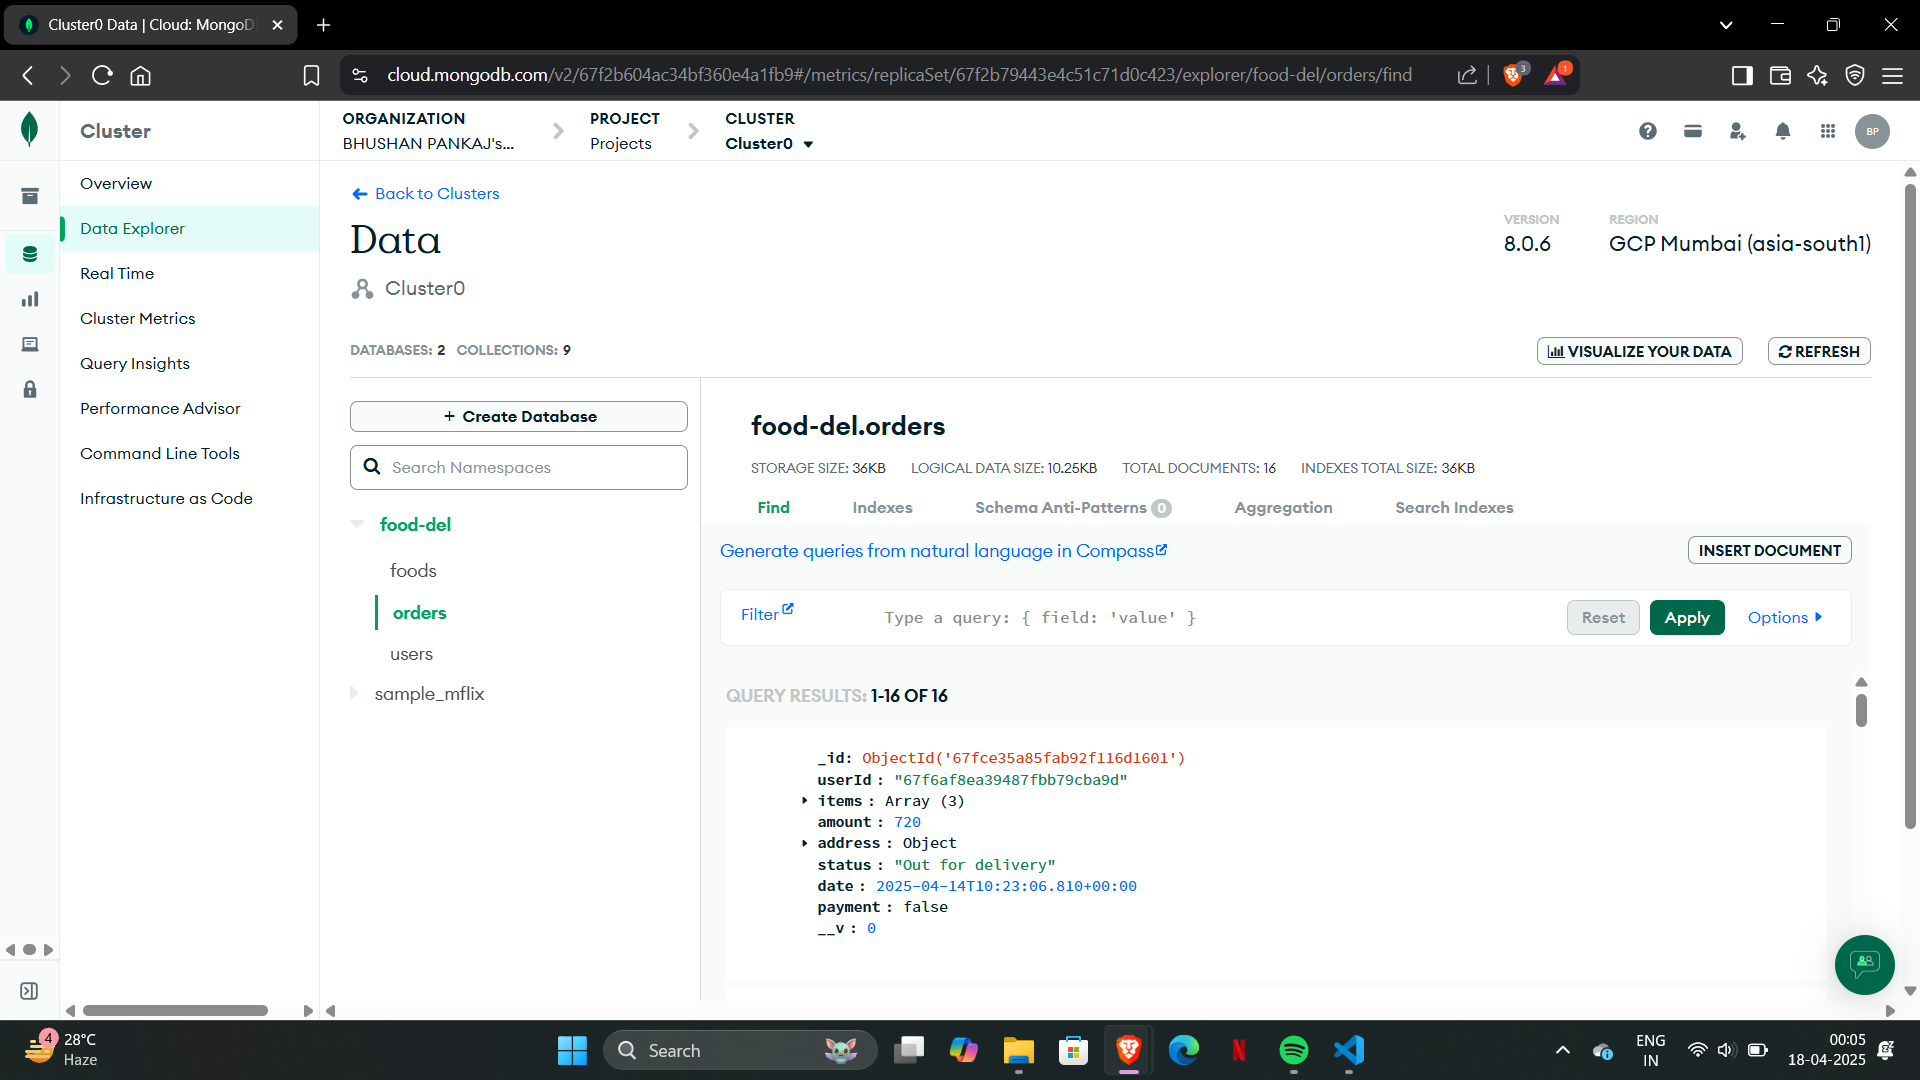 Cluster0 Data | Cloud: MongoD
cloud.mongodb.com/v2/67f2b604ac34bf360e4a1fb9#/metrics/replicaSet/67f2b79443e4c51c71d0c423/explorer/food-del/orders/find
3
1
Cluster
ORGANIZATION
BHUSHAN PANKAJ's...
PROJECT
Projects
CLUSTER
Cluster0
BP
Overview
Data Explorer
Real Time
Cluster Metrics
Query Insights
Performance Advisor
Command Line Tools
Infrastructure as Code
Back to Clusters
Data
Cluster0
VERSION
8.0.6
REGION
GCP Mumbai (asia-south1)
DATABASES: 2 COLLECTIONS: 9
VISUALIZE YOUR DATA
REFRESH
+ Create Database
Search Namespaces
food-del
foods
orders
users
sample_mflix
food-del.orders
STORAGE SIZE: 36KB LOGICAL DATA SIZE: 10.25KB TOTAL DOCUMENTS: 16 INDEXES TOTAL SIZE: 36KB
Find Indexes Schema Anti-Patterns 0 Aggregation Search Indexes
Generate queries from natural language in Compass
INSERT DOCUMENT
Filter
Type a query: { field: 'value' }
Reset
Apply
Options
QUERY RESULTS: 1-16 OF 16
_id: ObjectId('67fce35a85fab92f116d1601')
userId : "67f6af8ea39487fbb79cba9d"
items : Array (3)
amount : 720
address : Object
status : "Out for delivery"
date : 2025-04-14T10:23:06.810+00:00
payment : false
__v : 0
4
28°C
Haze
Search
ENG
IN
00:05
18-04-2025